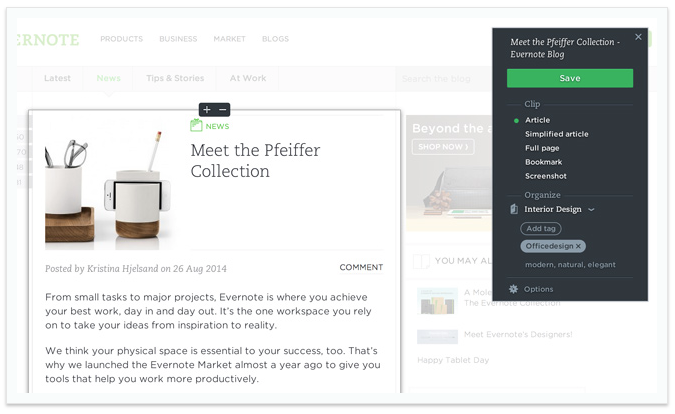 ERNOTE
PRODUCTS BUSINESS MARKET BLOGS
Latest News Tips & Stories At Work
Search the blog
NEWS
Meet the Pfeiffer
Collection
Posted by Kristina Hjelsand on 26 Aug 2014
COMMENT
From small tasks to major projects, Evernote is where you achieve
your best work, day in and day out. It's the one workspace you rely
on to take your ideas from inspiration to reality.
We think your physical space is essential to your success, too. That's
why we launched the Evernote Market almost a year ago to give you
tools that help you work more productively.
Beyond the
SHOP NOW >
YOU MAY AL
A Mole
The Evernote Collection
Meet Evernote's Designers!
Happy Tablet Day
Meet the Pfeiffer Collection -
Evernote Blog
Save
Clip
Article
Simplified article
Full page
Bookmark
Screenshot
Organize
Interior Design
Add tag
Officedesign ×
modern, natural, elegant
Options